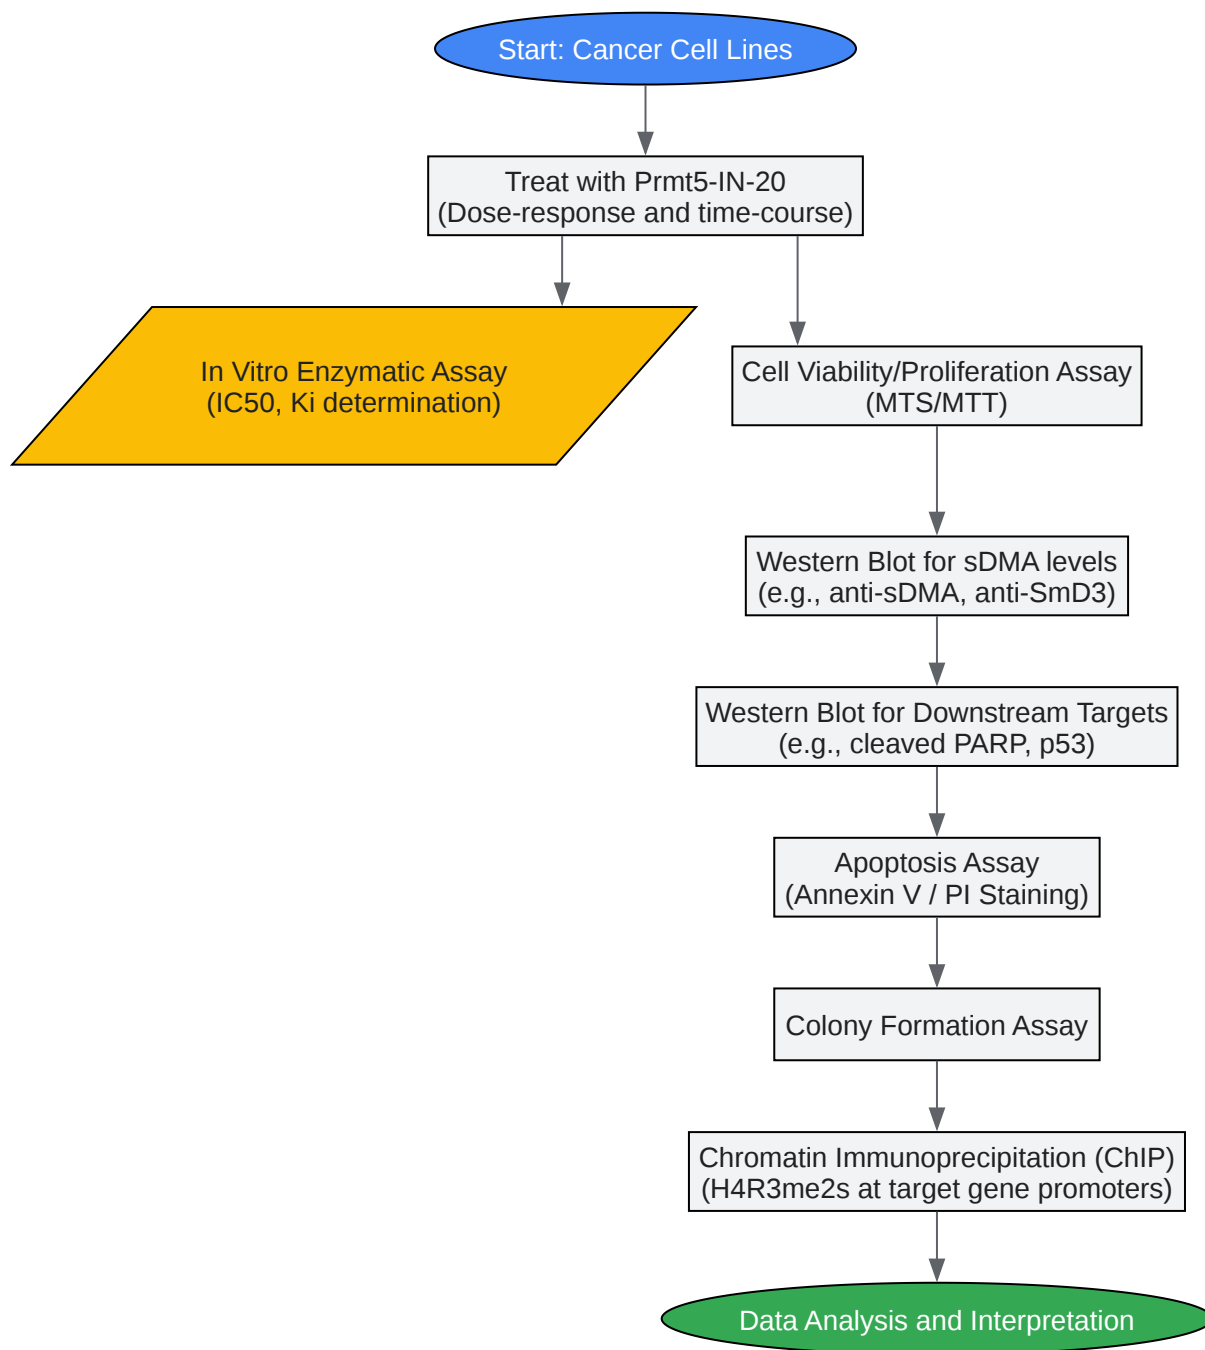 Start: Cancer Cell Lines
Treat with Prmt5-IN-20
(Dose-response and time-course)
In Vitro Enzymatic Assay
(IC50, Ki determination)
Cell Viability/Proliferation Assay
(MTS/MTT)
Western Blot for sDMA levels
(e.g., anti-sDMA, anti-SmD3)
Western Blot for Downstream Targets
(e.g., cleaved PARP, p53)
Apoptosis Assay
(Annexin V / PI Staining)
Colony Formation Assay
Chromatin Immunoprecipitation (ChIP)
(H4R3me2s at target gene promoters)
Data Analysis and Interpretation